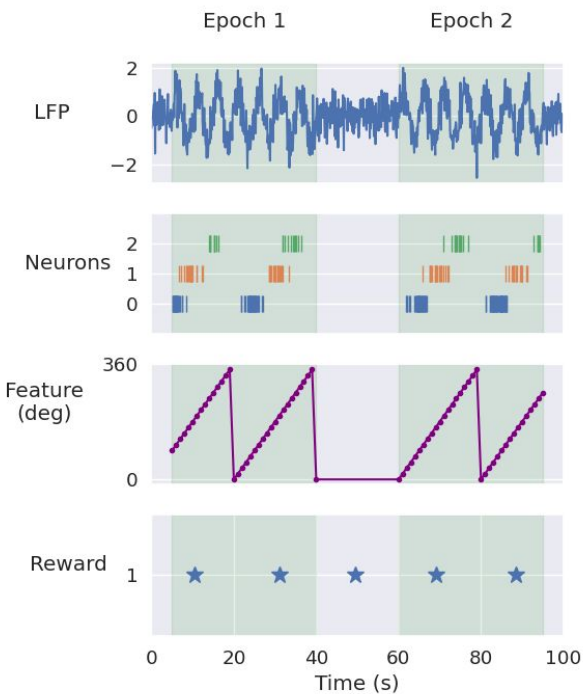 Epoch 1 Epoch 2
LFP
2
0
−2
Neurons
2
1
0
Feature
(deg)
360
0
Reward
1
0 20 40 60 80 100
Time (s)